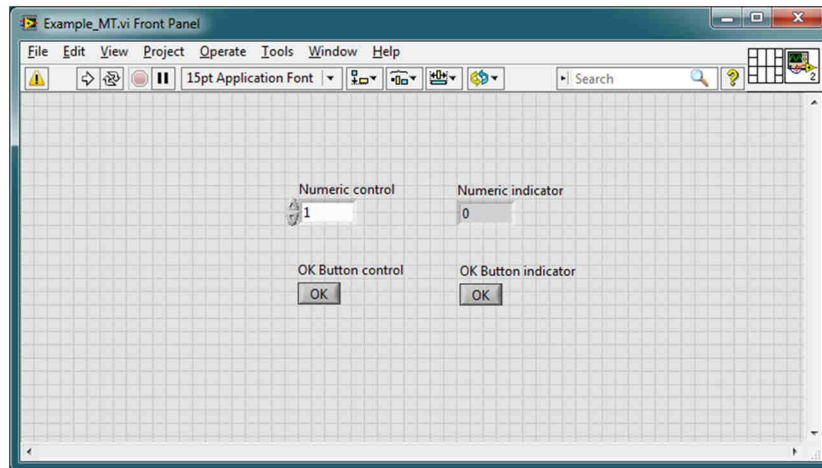 Example_MT.vi Front Panel
File Edit View Project Operate Tools Window Help
15pt Application Font Search ? 2
Numeric control Numeric indicator
1 0
OK Button control OK Button indicator
OK OK